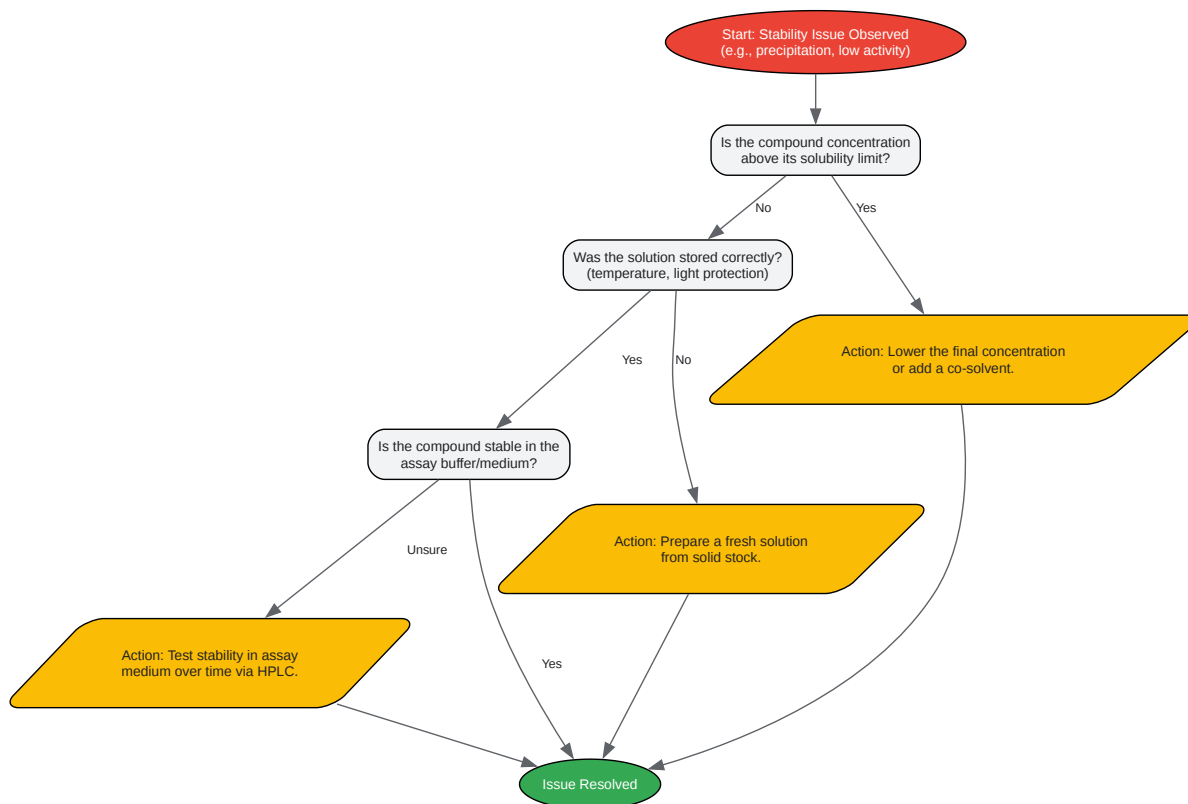 Start: Stability Issue Observed
(e.g., precipitation, low activity)
Is the compound concentration
above its solubility limit?
No
Yes
Was the solution stored correctly?
(temperature, light protection)
Action: Lower the final concentration
or add a co-solvent.
Yes
No
Is the compound stable in the
assay buffer/medium?
Action: Prepare a fresh solution
from solid stock.
Unsure
Action: Test stability in assay
medium over time via HPLC.
Yes
Issue Resolved